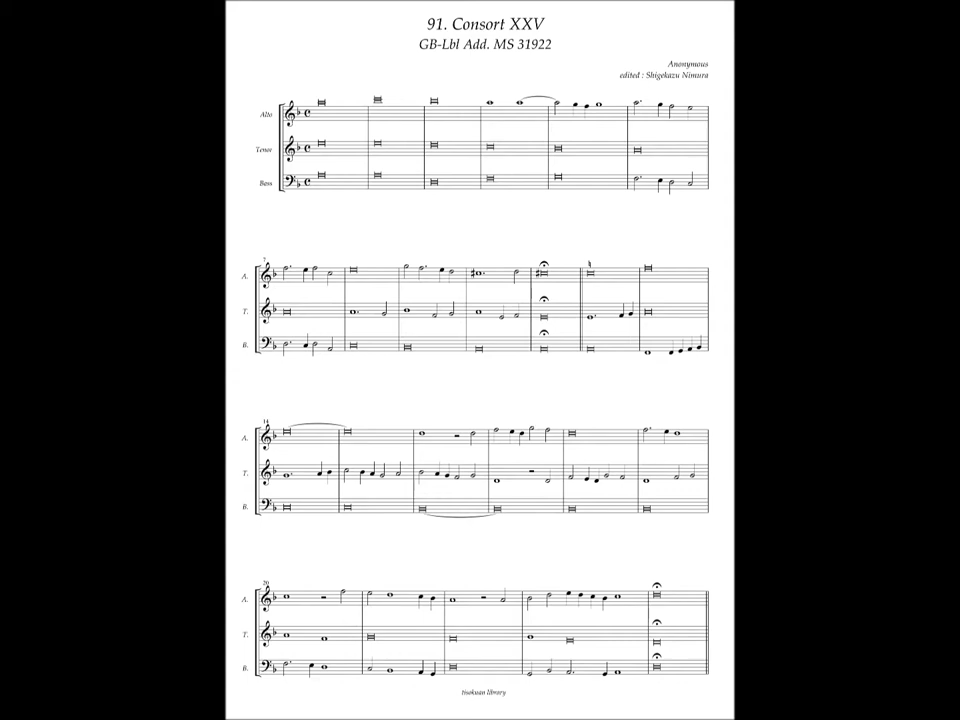 91. Consort XXV
GB-Lbl Add. MS 31922
Anonymous
edited : Shigekazu Nimura
Alto
Tenor
Bass
7
A.
T.
B.
14
A.
T.
B.
20
A.
T.
B.
tsukuan library